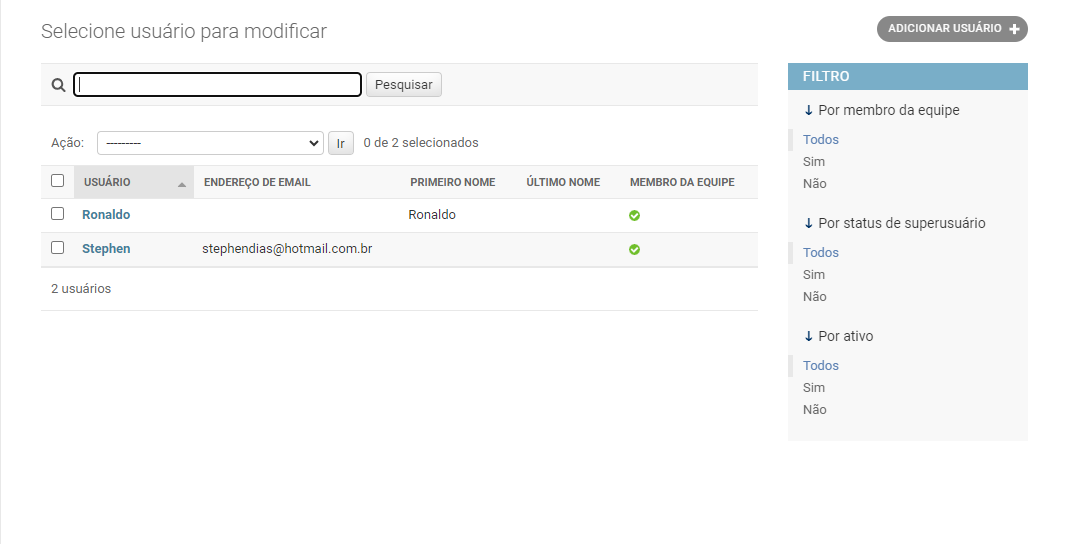 Selecione usuário para modificar
ADICIONAR USUÁRIO
Pesquisar
Ação: --------- Ir 0 de 2 selecionados
USUÁRIO ENDEREÇO DE EMAIL PRIMEIRO NOME ÚLTIMO NOME MEMBRO DA EQUIPE
Ronaldo Ronaldo
Stephen stephendias@hotmail.com.br
2 usuários
FILTRO
↓ Por membro da equipe
Todos
Sim
Não
↓ Por status de superusuário
Todos
Sim
Não
↓ Por ativo
Todos
Sim
Não